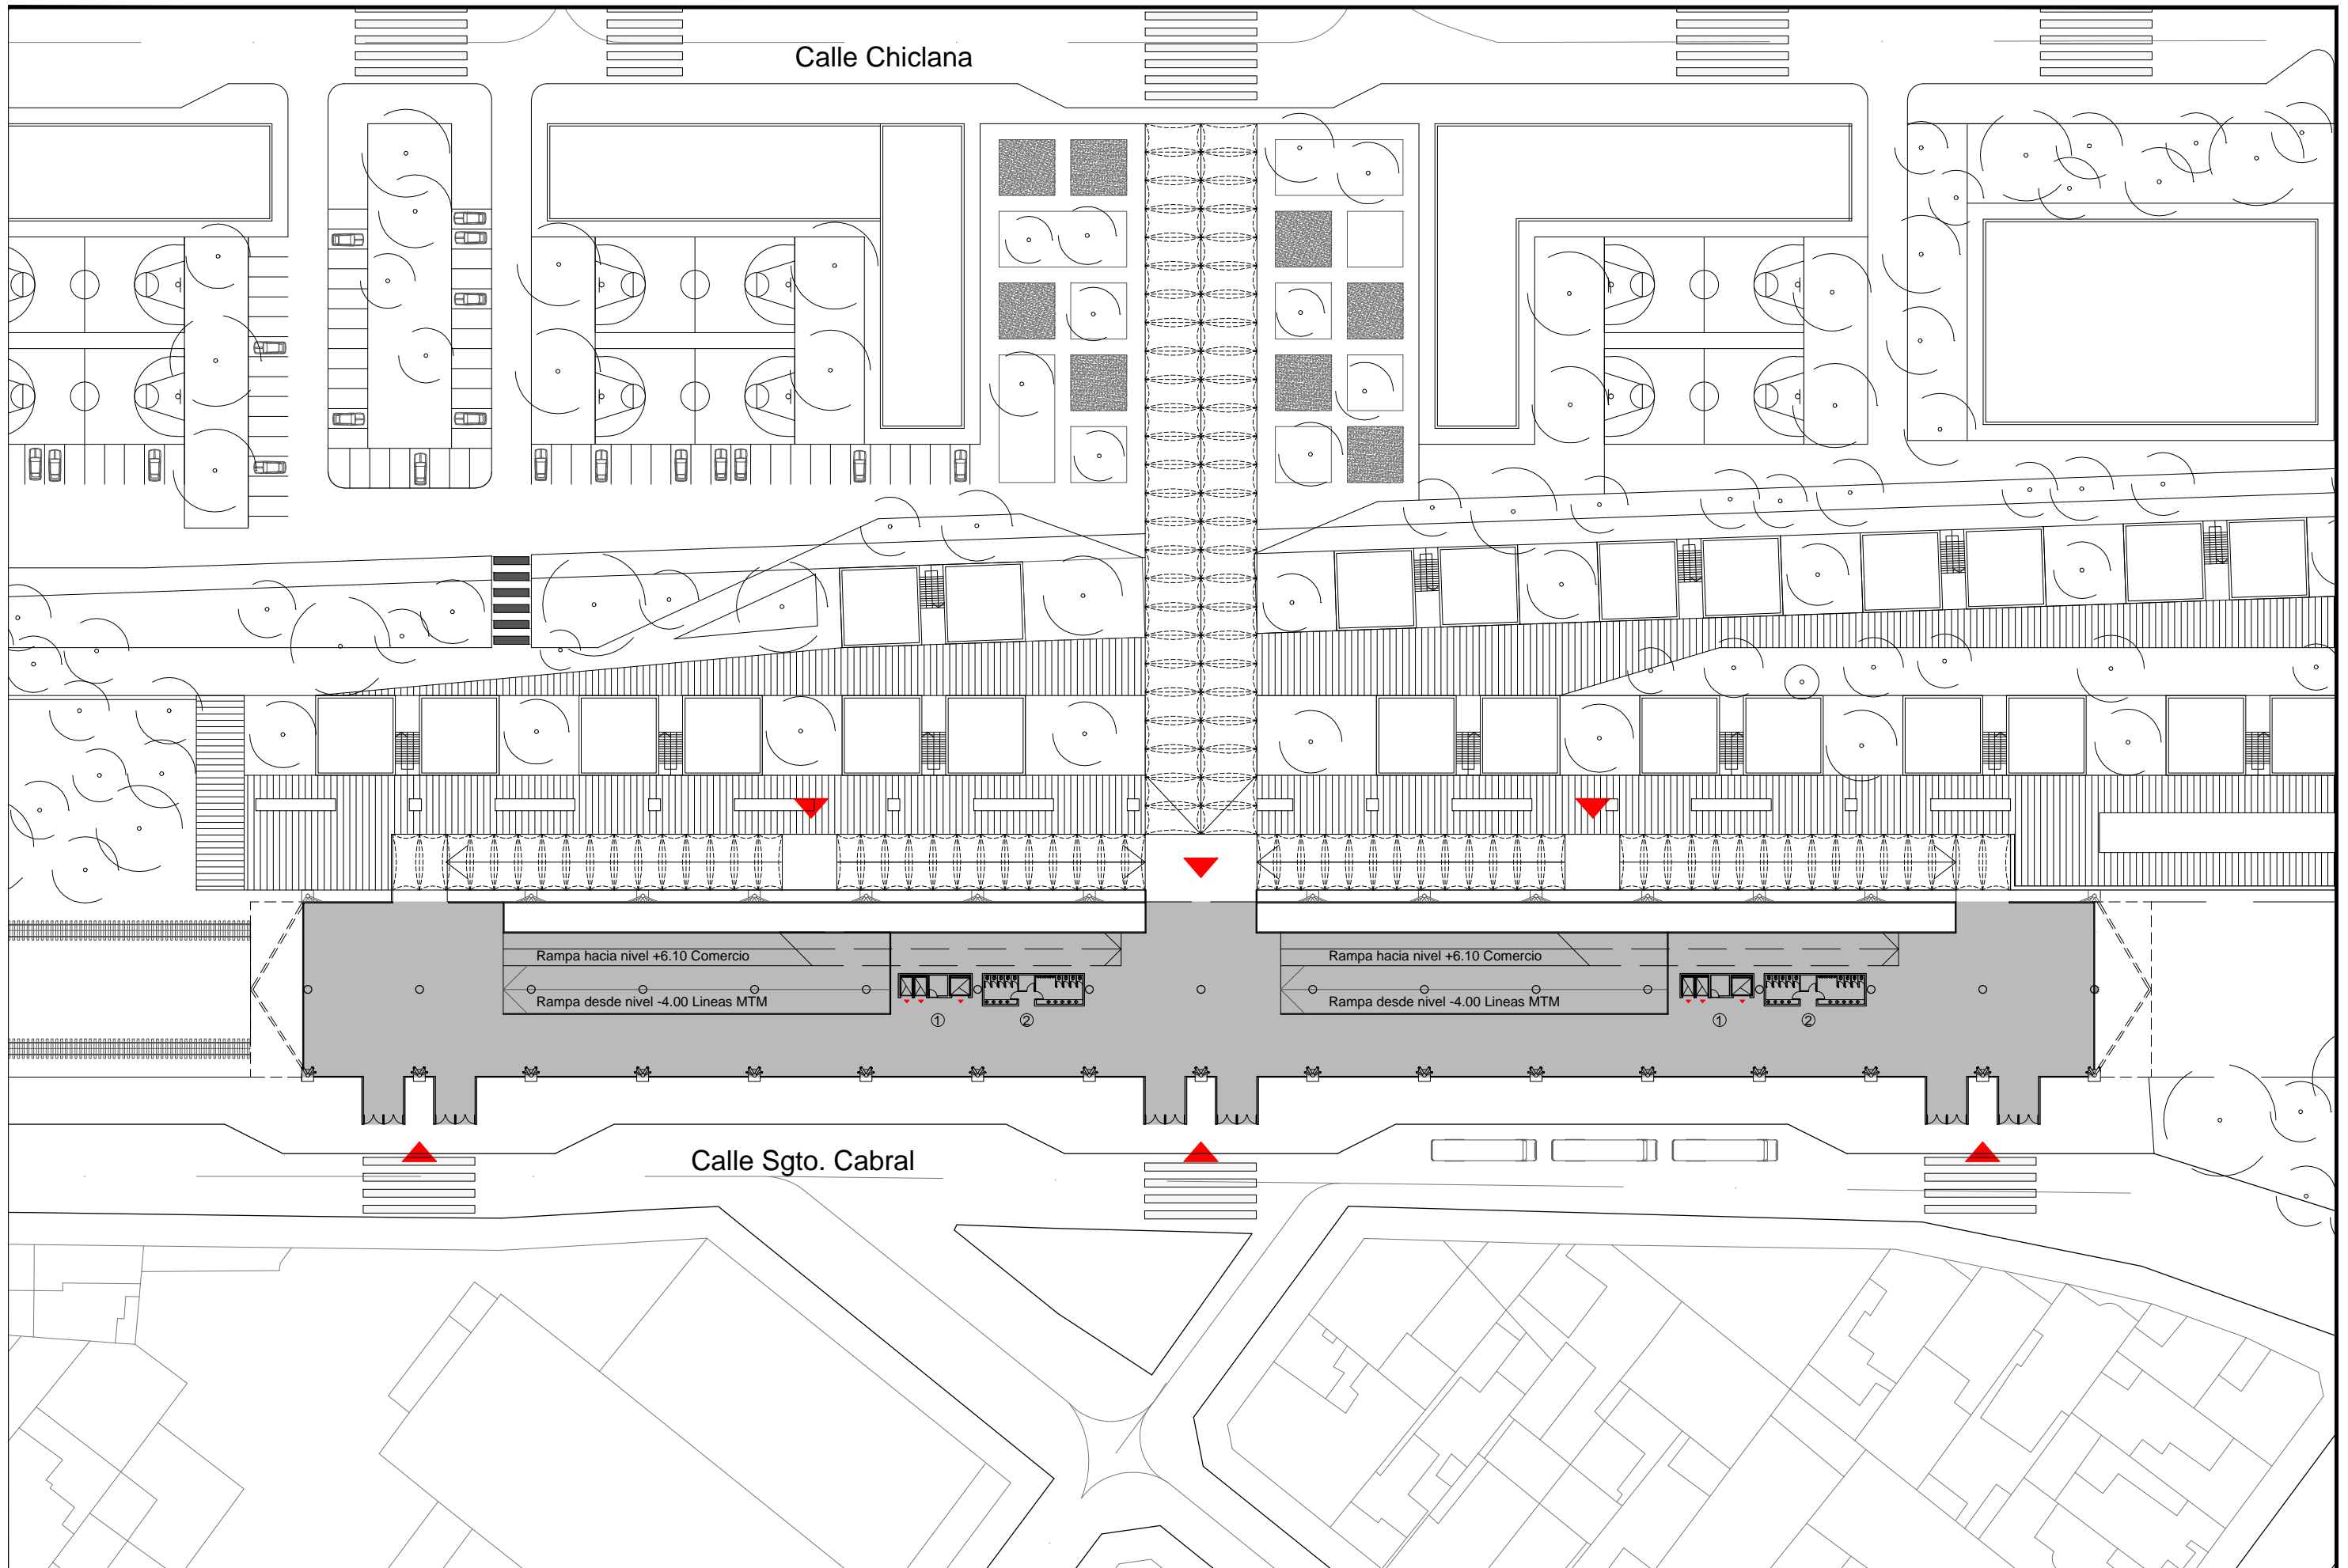 Calle Chiclana
Rampa hacia nivel +6.10 Comercio
Rampa hacia nivel +6.10 Comercio
Rampa desde nivel -4.00 Lineas MTM
Rampa desde nivel -4.00 Lineas MTM
① ② ① ②
Calle Sgto. Cabral